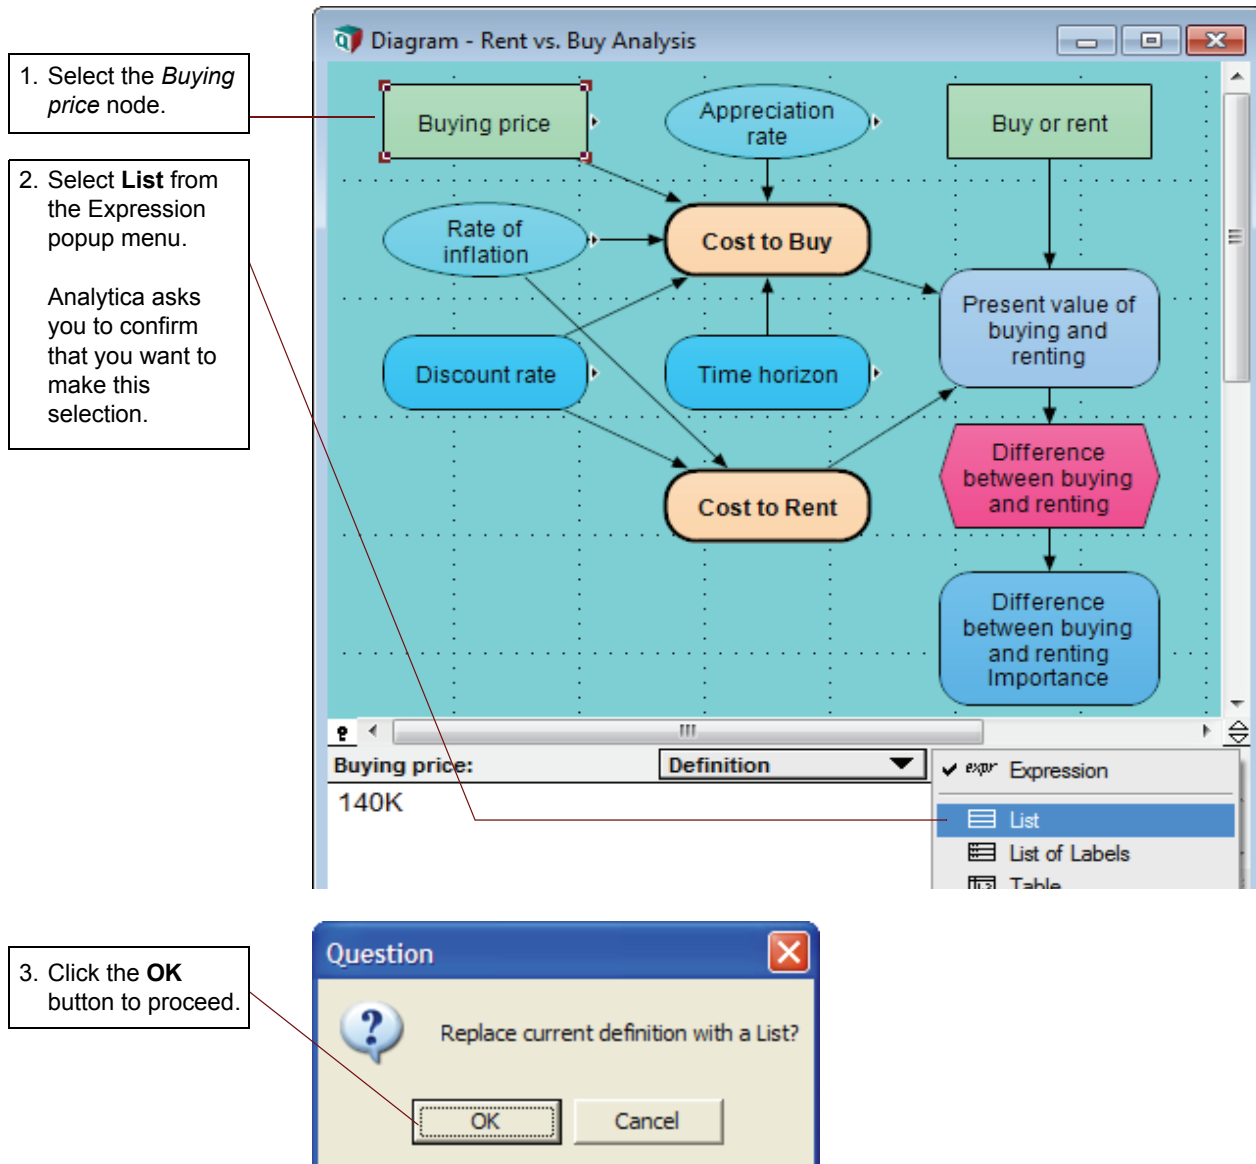 Diagram - Rent vs. Buy Analysis
1. Select the Buying
price node.
2. Select List from
the Expression
popup menu.
Analytica asks
you to confirm
that you want to
make this
selection.
Buying price
Appreciation
rate
Buy or rent
Rate of
inflation
Cost to Buy
Present value of
buying and
renting
Discount rate
Time horizon
Difference
between buying
and renting
Cost to Rent
Difference
between buying
and renting
Importance
Buying price:
Definition
expr Expression
140K
List
List of Labels
Table
3. Click the OK
button to proceed.
Question
Replace current definition with a List?
OK
Cancel